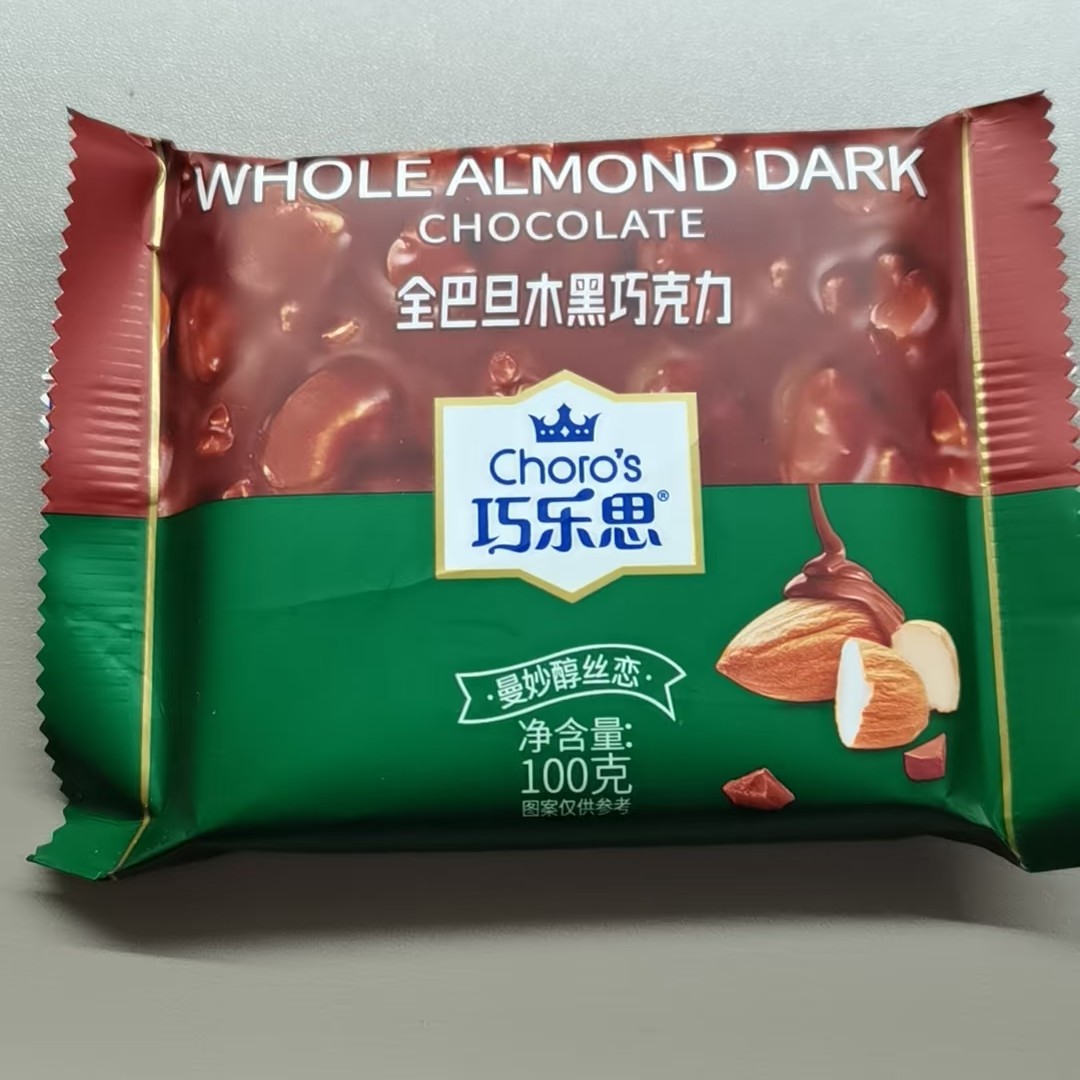 WHOLE ALMOND DARK
CHOCOLATE
全巴旦木黑巧克力
Choro's
巧乐思®
·曼妙醇丝恋·
净含量:
100克
图案仅供参考